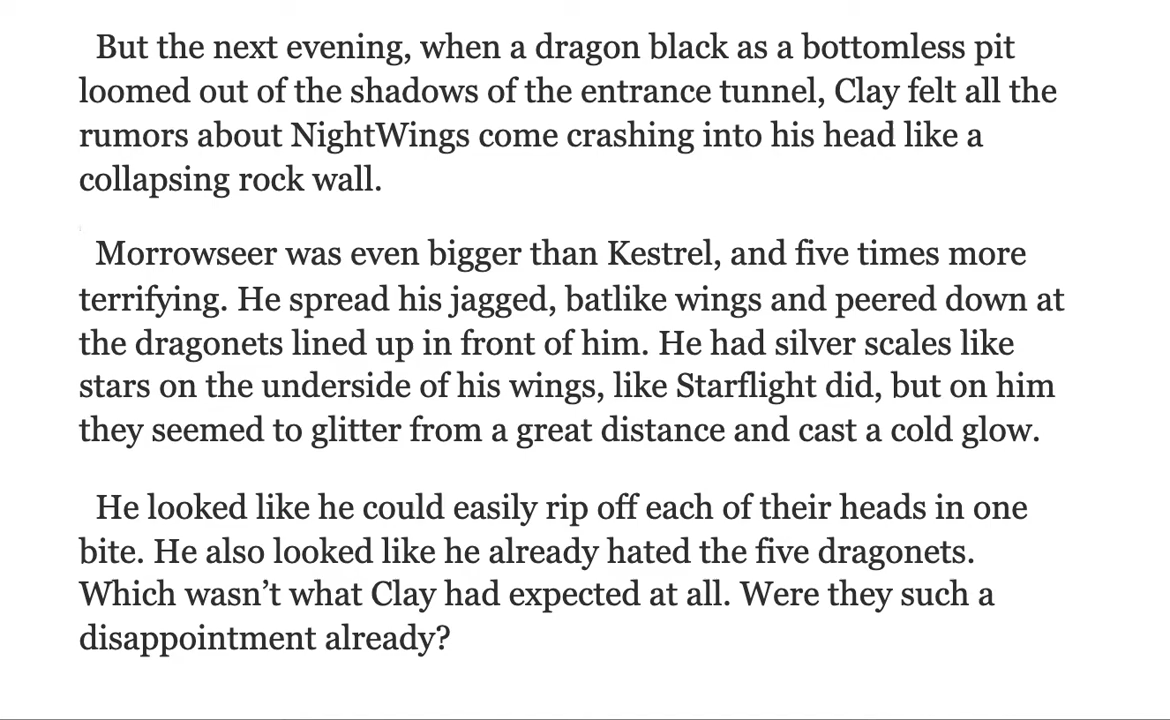 But the next evening, when a dragon black as a bottomless pit
loomed out of the shadows of the entrance tunnel, Clay felt all the
rumors about NightWings come crashing into his head like a
collapsing rock wall.
Morrowseer was even bigger than Kestrel, and five times more
terrifying. He spread his jagged, batlike wings and peered down at
the dragonets lined up in front of him. He had silver scales like
stars on the underside of his wings, like Starflight did, but on him
they seemed to glitter from a great distance and cast a cold glow.
He looked like he could easily rip off each of their heads in one
bite. He also looked like he already hated the five dragonets.
Which wasn’t what Clay had expected at all. Were they such a
disappointment already?